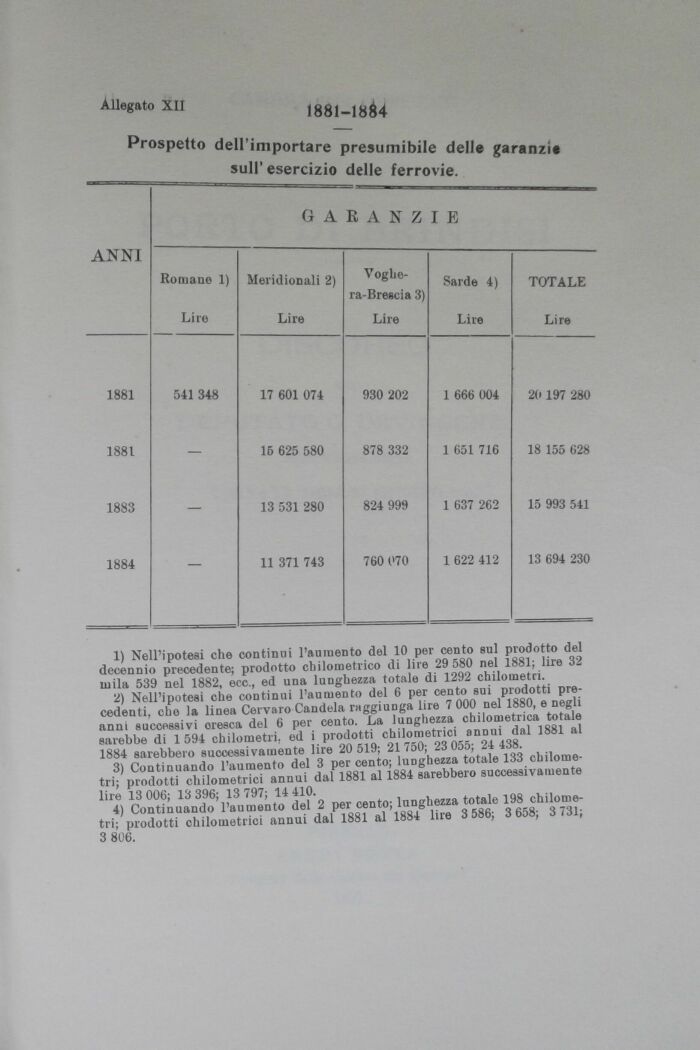 Allegato XII
1881-1884
Prospetto dell'importare presumibile delle garanzie
sull' esercizio delle ferrovie.
ANNI
GARANZIE
Romane 1) Meridionali 2) Voghe- Sarde 4) TOTALE
ra-Brescia 3)
Lire Lire Lire Lire Lire
1881 541 348 17 601 074 930 202 1 666 004 20 197 280
1881 — 15 625 580 878 332 1 651 716 18 155 628
1883 — 13 531 280 824 999 1 637 262 15 993 541
1884 — 11 371 743 760 070 1 622 412 13 694 230
1) Nell'ipotesi che continui l'aumento del 10 per cento sul prodotto del
decennio precedente; prodotto chilometrico di lire 29 580 nel 1881; lire 32
mila 539 nel 1882, ecc., ed una lunghezza totale di 1292 chilometri.
2) Nell'ipotesi che continui l'aumento del 6 per cento sui prodotti pre-
cedenti, che la linea Cervaro Candela raggiunga lire 7 000 nel 1880, e negli
anni successivi cresca del 6 per cento. La lunghezza chilometrica totale
sarebbe di 1 594 chilometri, ed i prodotti chilometrici annui dal 1881 al
1884 sarebbero successivamente lire 20 519; 21 750; 23 055; 24 438.
3) Continuando l'aumento del 3 per cento; lunghezza totale 133 chilome-
tri; prodotti chilometrici annui dal 1881 al 1884 sarebbero successivamente
lire 13 006; 13 396; 13 797; 14 410.
4) Continuando l'aumento del 2 per cento; lunghezza totale 198 chilome-
tri; prodotti chilometrici annui dal 1881 al 1884 lire 3 586; 3 658; 3 731;
3 806.